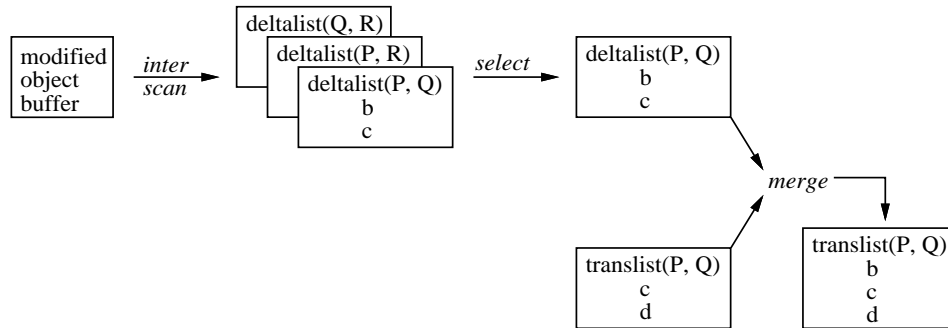 modified
object
buffer
inter
scan
deltalist(Q, R)
deltalist(P, R)
deltalist(P, Q)
b
c
select
deltalist(P, Q)
b
c
merge
translist(P, Q)
c
d
translist(P, Q)
b
c
d